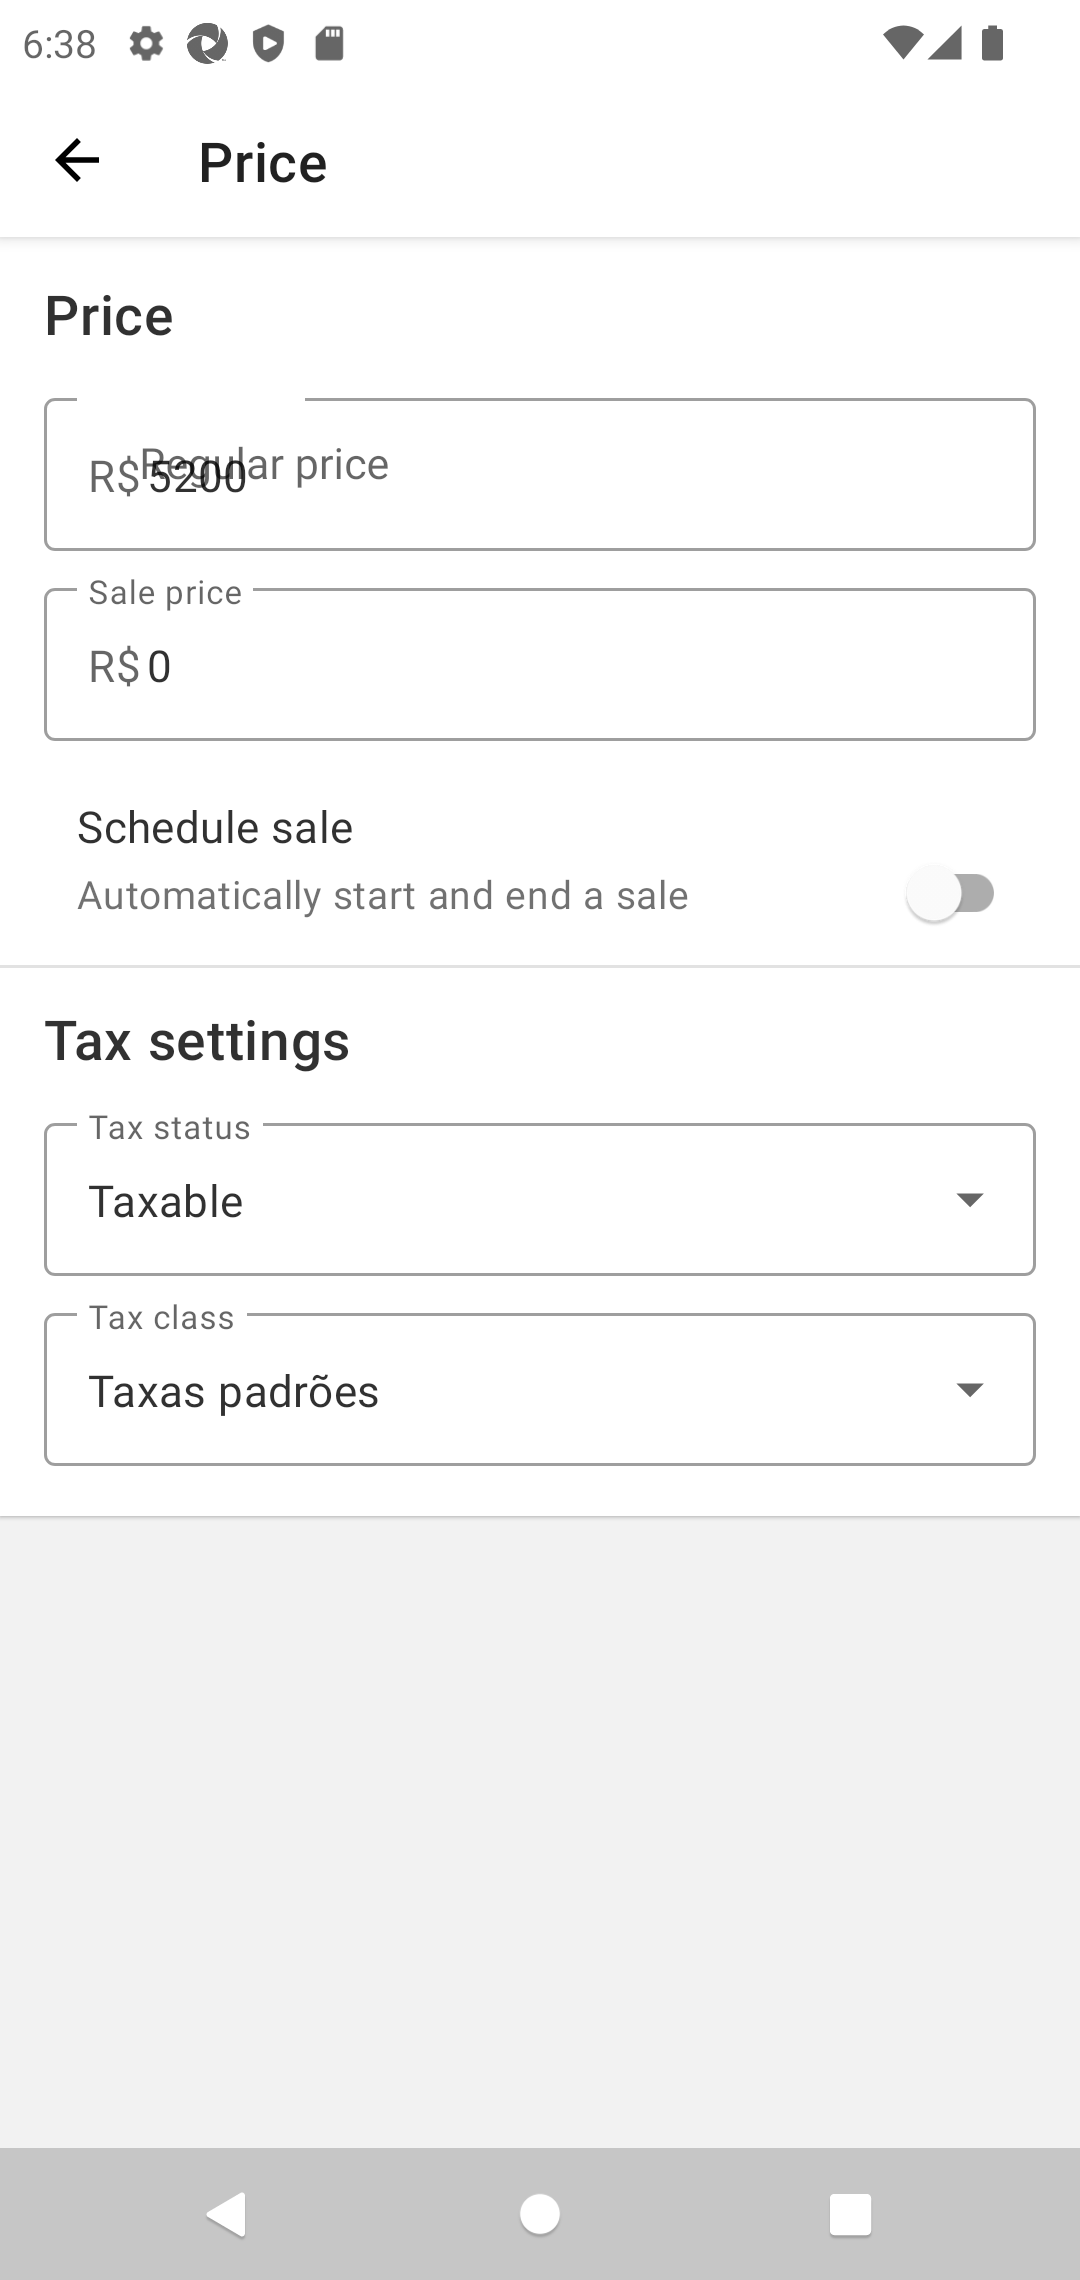 6:38
Price
Price
Regular price
R$ 5200
Sale price
R$ 0
Schedule sale
Automatically start and end a sale
Tax settings
Tax status
Taxable
Tax class
Taxas padrões